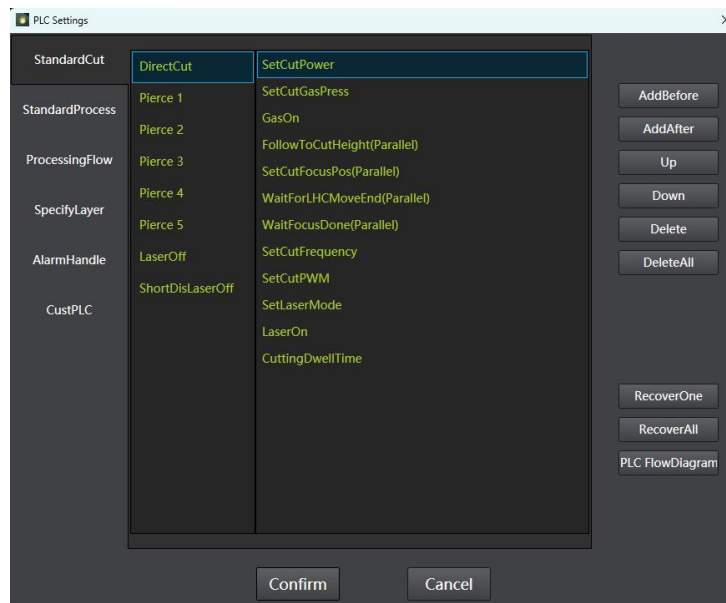 PLC Settings
StandardCut
StandardProcess
ProcessingFlow
SpecifyLayer
AlarmHandle
CustPLC
DirectCut
Pierce 1
Pierce 2
Pierce 3
Pierce 4
Pierce 5
LaserOff
ShortDisLaserOff
SetCutPower
SetCutGasPress
GasOn
FollowToCutHeight(Parallel)
SetCutFocusPos(Parallel)
WaitForLHCMoveEnd(Parallel)
WaitFocusDone(Parallel)
SetCutFrequency
SetCutPWM
SetLaserMode
LaserOn
CuttingDwellTime
AddBefore
AddAfter
Up
Down
Delete
DeleteAll
RecoverOne
RecoverAll
PLC FlowDiagram
Confirm
Cancel